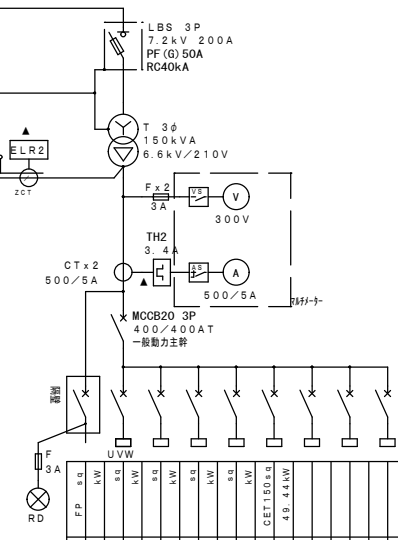 LBS 3P
7.2kV 200A
PF(G)50A
RC40kA
T 3φ
150kVA
6.6kV/210V
▲
ELR2
ZCT
F×2
3A
VS
V
300V
TH2
3.4A
CT×2
500/5A
▲
AS
A
500/5A
ﾏﾙﾁﾒｰﾀｰ
MCCB20 3P
400/400AT
一般動力主幹
F
3A
RD
UVW
FP
sq
kW
sq
kW
sq
kW
sq
kW
sq
kW
CET150sq
49.44kW